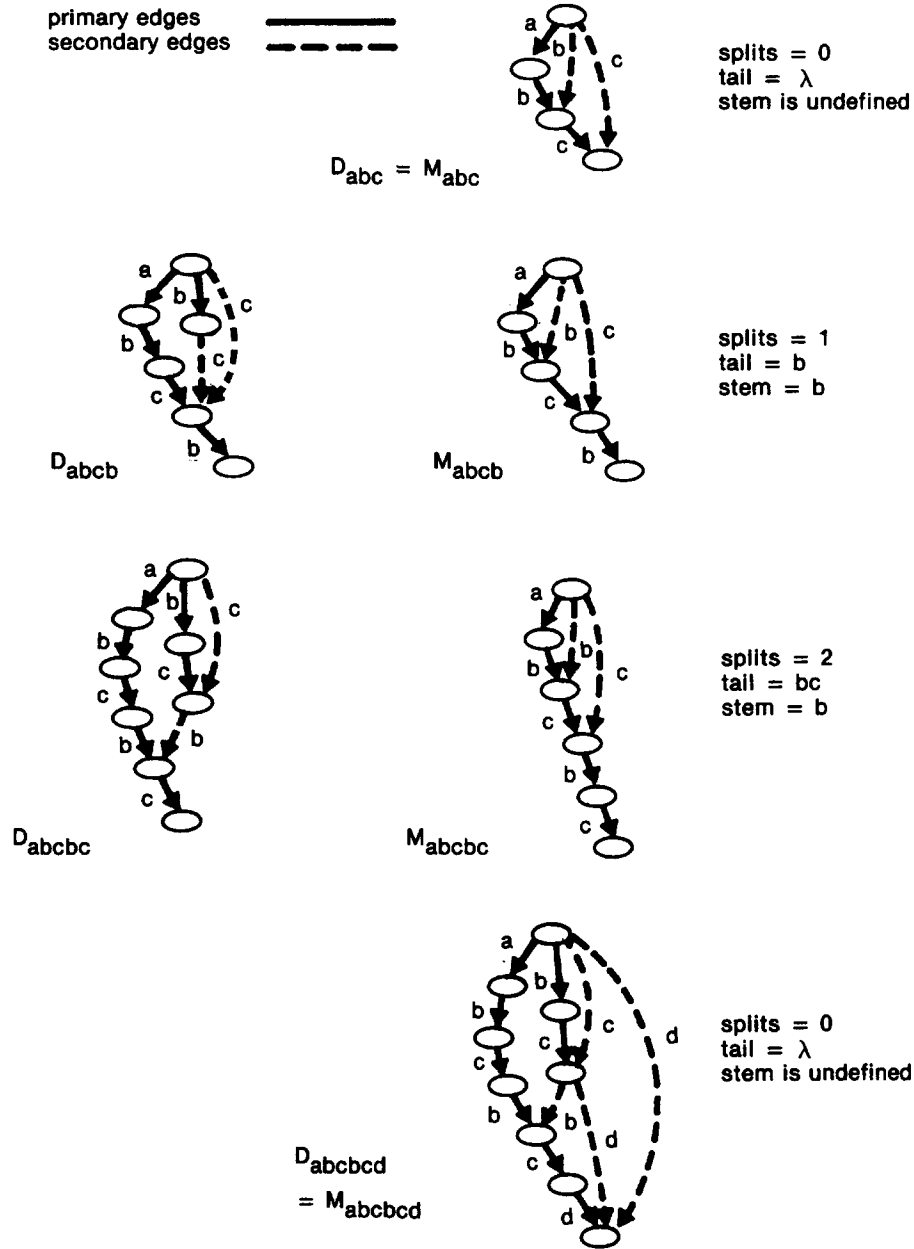 primary edges
secondary edges
a
b
c
b
c
splits = 0
tail = λ
stem is undefined
D_abc = M_abc
a
b
c
b
c
c
b
D_abcb
a
b
c
b
c
b
M_abcb
splits = 1
tail = b
stem = b
a
b
c
b
c
c
b
b
c
D_abcbc
a
b
c
b
c
b
c
M_abcbc
splits = 2
tail = bc
stem = b
a
b
c
d
b
c
c
b
b
d
c
d
D_abcbcd
= M_abcbcd
splits = 0
tail = λ
stem is undefined